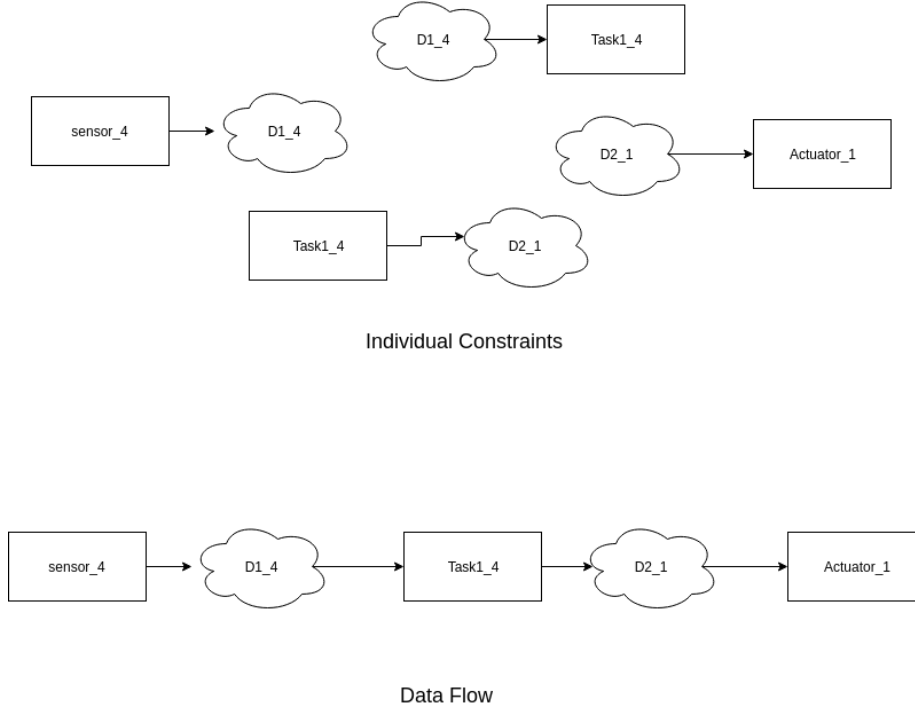 D1_4
Task1_4
sensor_4
D1_4
D2_1
Actuator_1
Task1_4
D2_1
Individual Constraints
sensor_4
D1_4
Task1_4
D2_1
Actuator_1
Data Flow